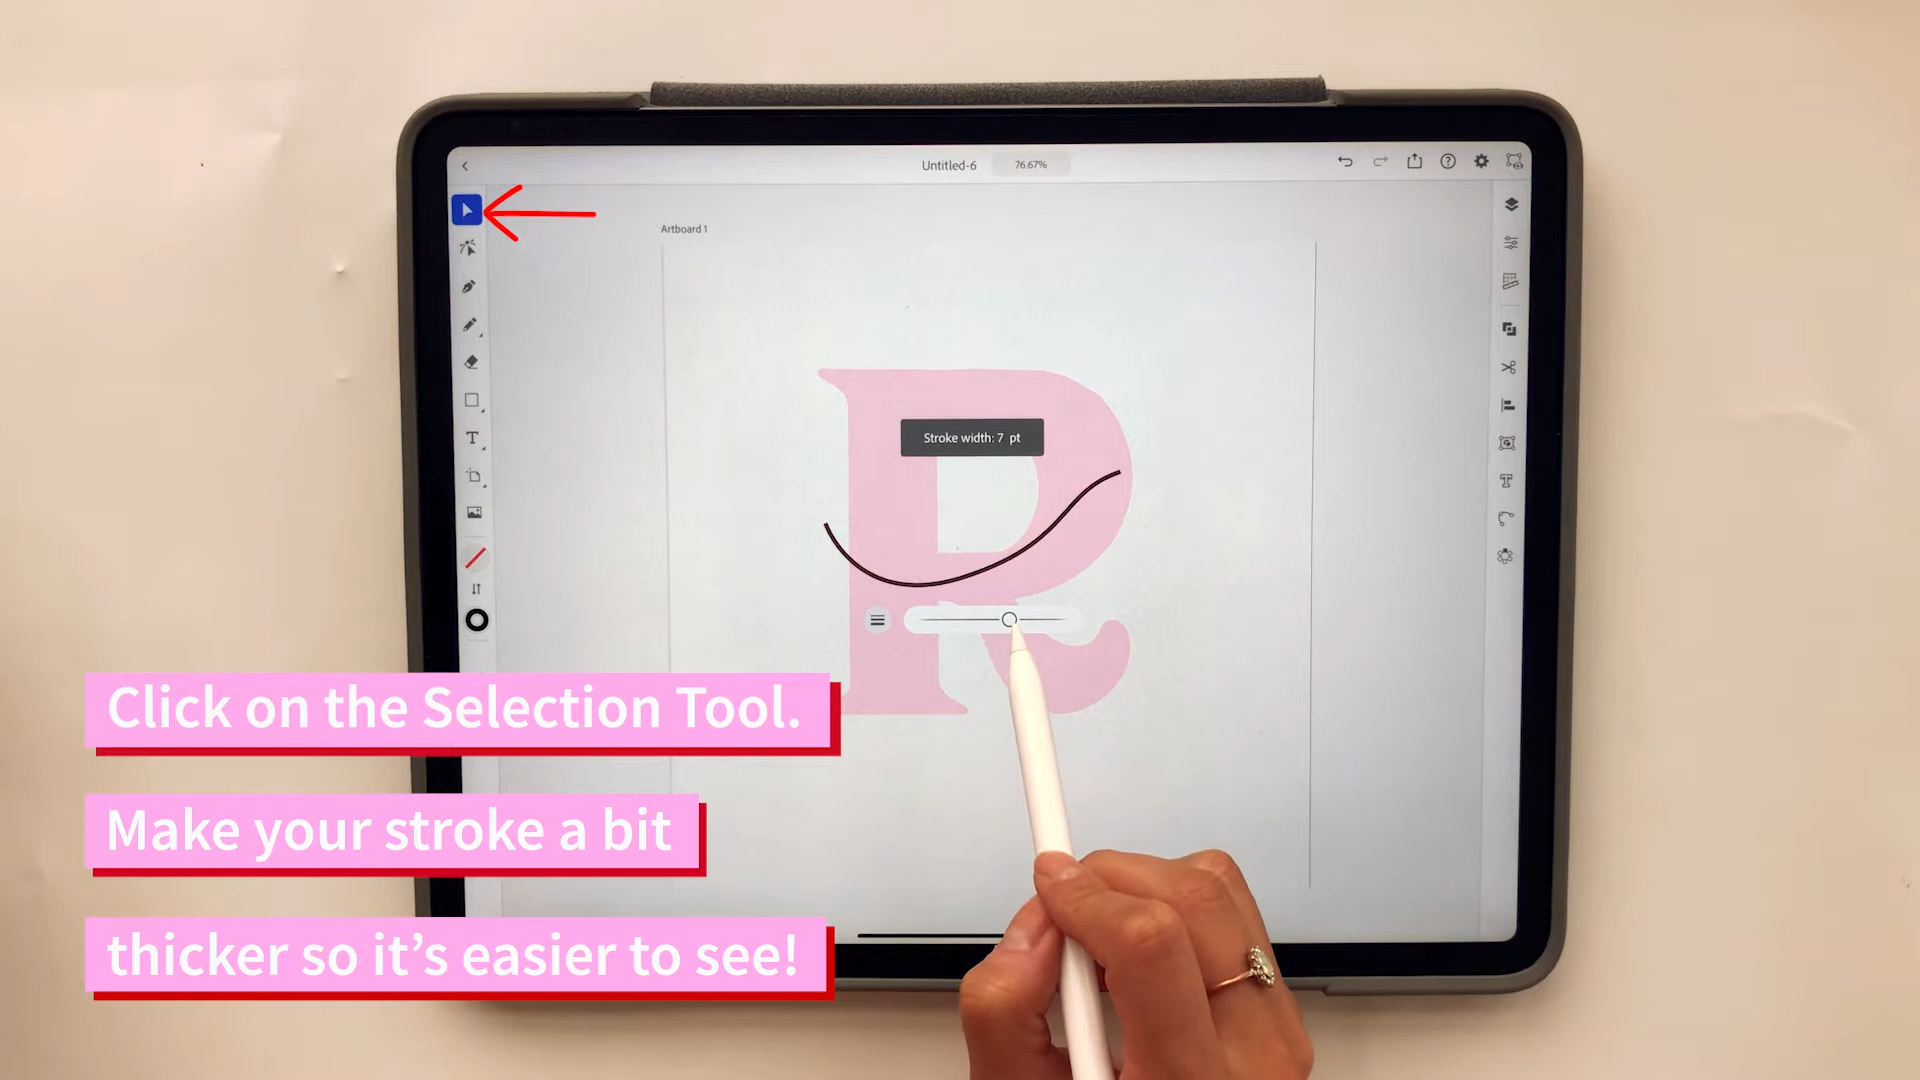 Untitled-6 76.67%
Artboard 1
R
Stroke width: 7 pt
Click on the Selection Tool.
Make your stroke a bit
thicker so it’s easier to see!